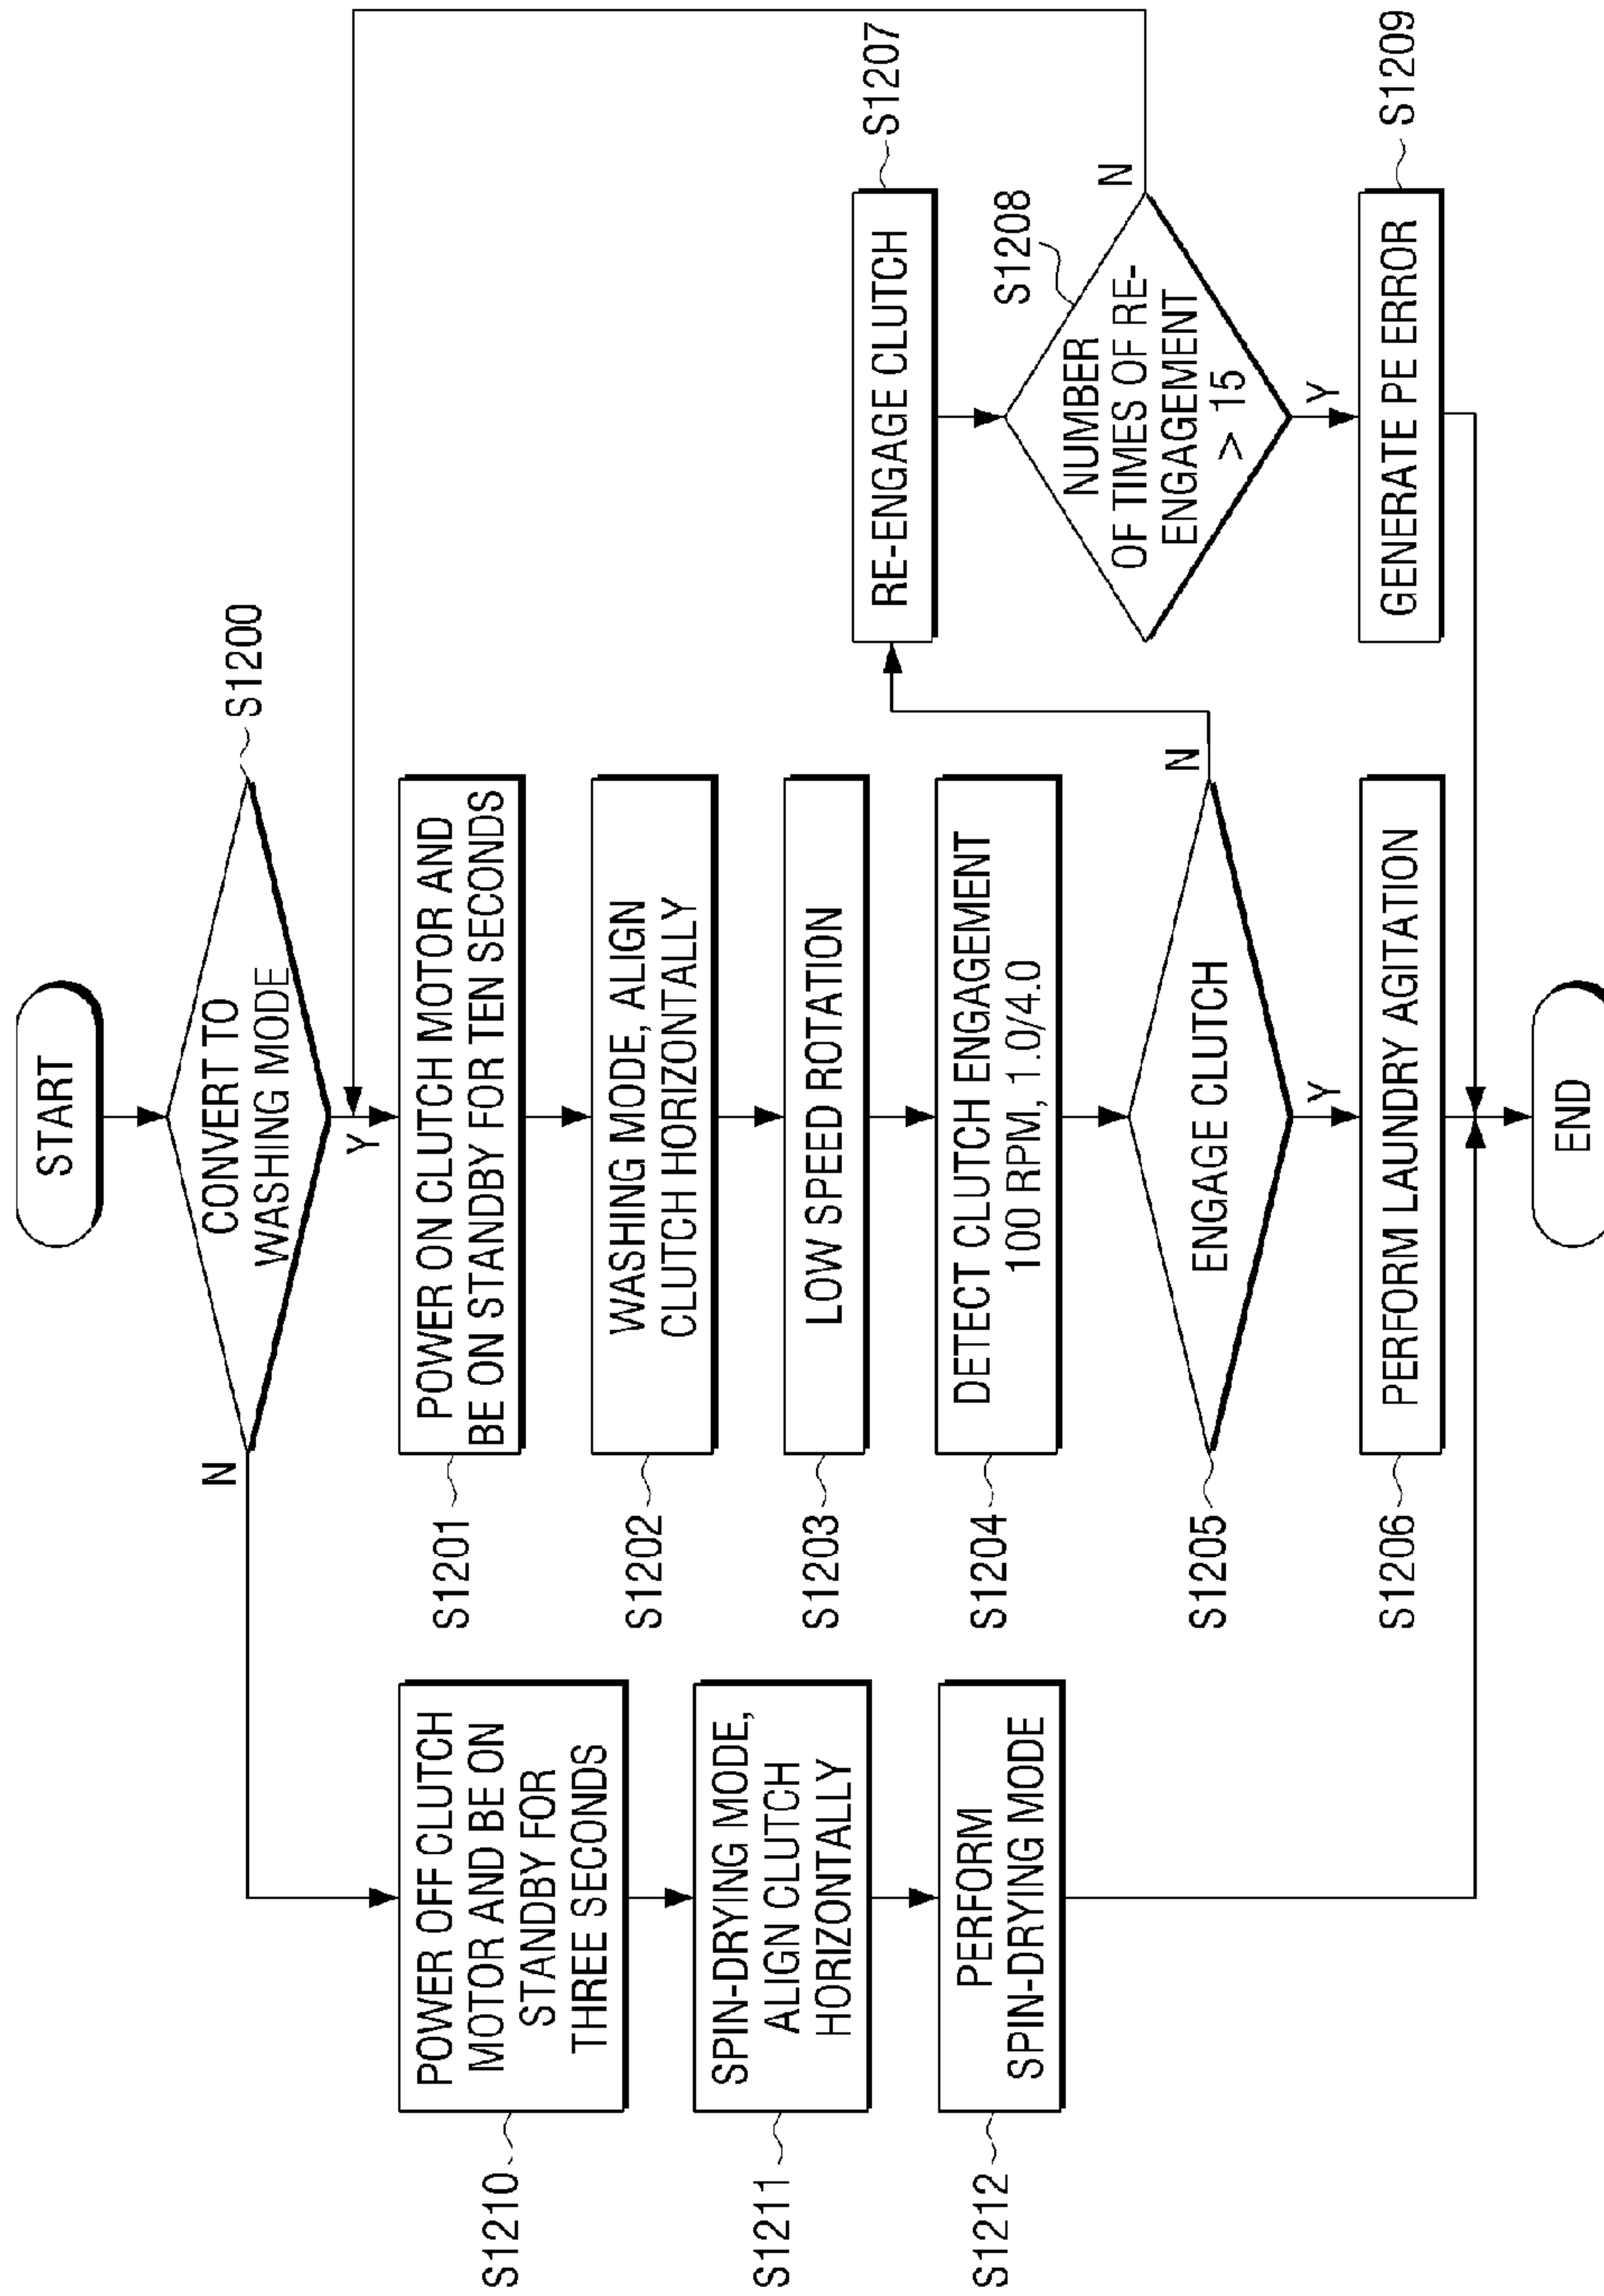 START
CONVERT TO
WASHING MODE
S1200
N
Y
POWER ON CLUTCH MOTOR AND
BE ON STANDBY FOR TEN SECONDS
S1201
WASHING MODE, ALIGN
CLUTCH HORIZONTALLY
S1202
LOW SPEED ROTATION
S1203
DETECT CLUTCH ENGAGEMENT
100 RPM, 1.0/4.0
S1204
ENGAGE CLUTCH
S1205
N
Y
PERFORM LAUNDRY AGITATION
S1206
RE-ENGAGE CLUTCH
S1207
NUMBER
OF TIMES OF RE-
ENGAGEMENT
> 15
S1208
N
Y
GENERATE PE ERROR
S1209
POWER OFF CLUTCH
MOTOR AND BE ON
STANDBY FOR
THREE SECONDS
S1210
SPIN-DRYING MODE,
ALIGN CLUTCH
HORIZONTALLY
S1211
PERFORM
SPIN-DRYING MODE
S1212
END